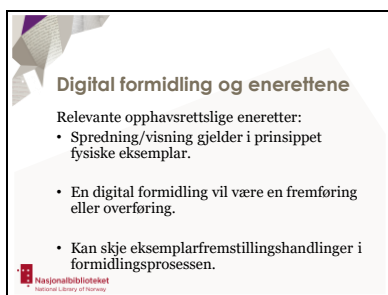 Digital formidling og enerettene
Relevante opphavsrettslige eneretter:
• Spredning/visning gjelder i prinsippet
fysiske eksemplar.
• En digital formidling vil være en fremføring
eller overføring.
• Kan skje eksemplarfremstillingshandlinger i
formidlingsprosessen.
Nasjonalbiblioteket
National Library of Norway